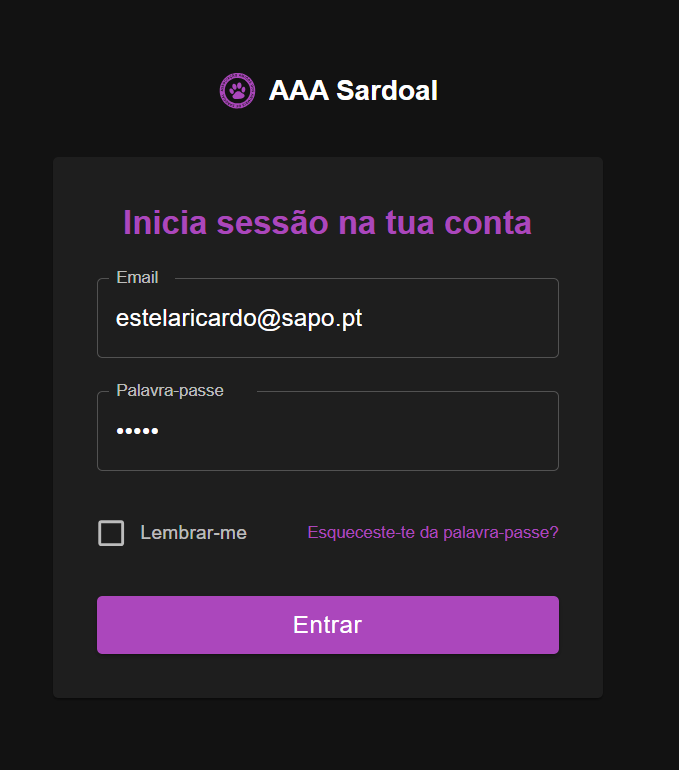 AAA Sardoal
Inicia sessão na tua conta
Email
estelaricardo@sapo.pt
Palavra-passe
•••••
Lembrar-me
Esqueceste-te da palavra-passe?
Entrar